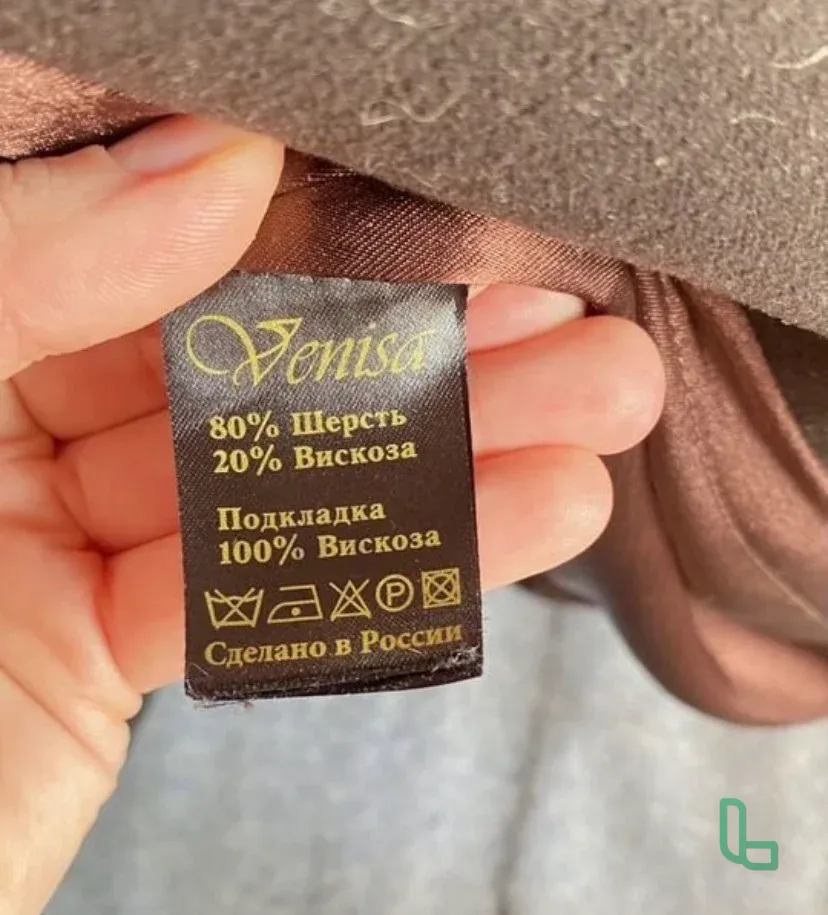 Venisa
80% Шерсть
20% Вискоза
Подкладка
100% Вискоза
P
Сделано в России